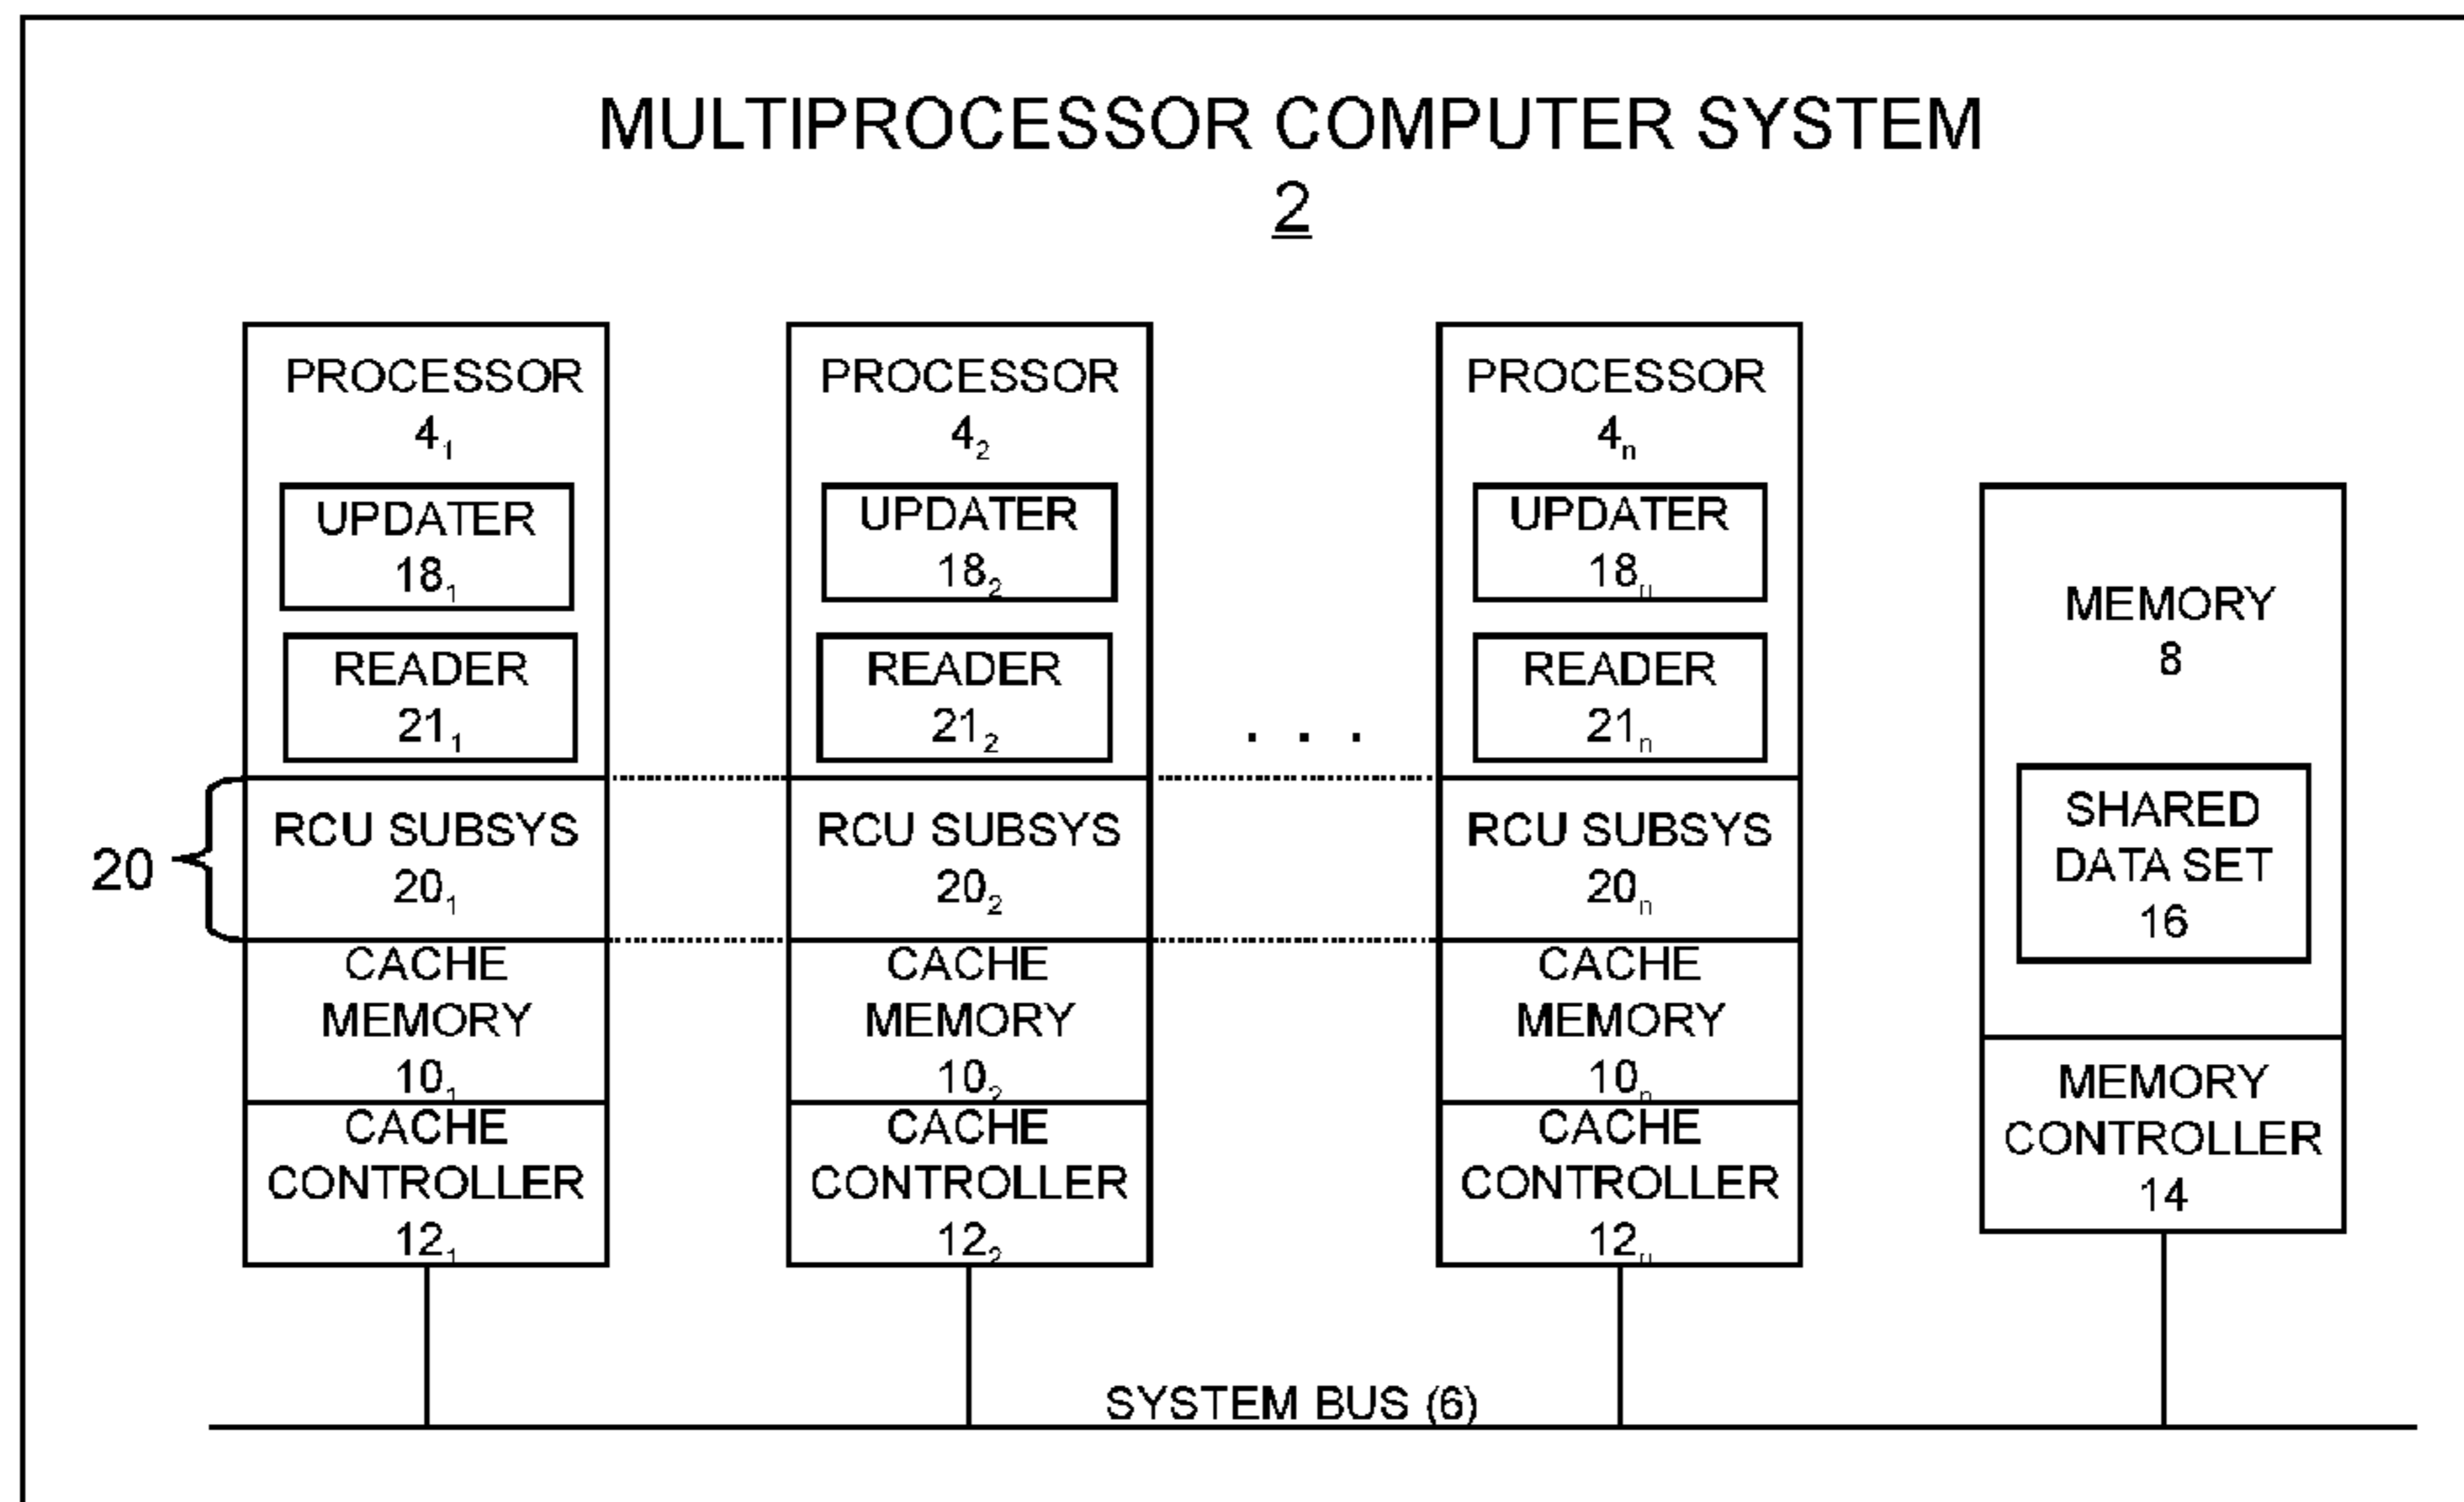 MULTIPROCESSOR COMPUTER SYSTEM
2
PROCESSOR
4₁
UPDATER
18₁
READER
21₁
RCU SUBSYS
20₁
CACHE
MEMORY
10₁
CACHE
CONTROLLER
12₁
20
PROCESSOR
4₂
UPDATER
18₂
READER
21₂
RCU SUBSYS
20₂
CACHE
MEMORY
10₂
CACHE
CONTROLLER
12₂
. . .
PROCESSOR
4ₙ
UPDATER
18ₙ
READER
21ₙ
RCU SUBSYS
20ₙ
CACHE
MEMORY
10ₙ
CACHE
CONTROLLER
12ₙ
MEMORY
8
SHARED
DATA SET
16
MEMORY
CONTROLLER
14
SYSTEM BUS (6)